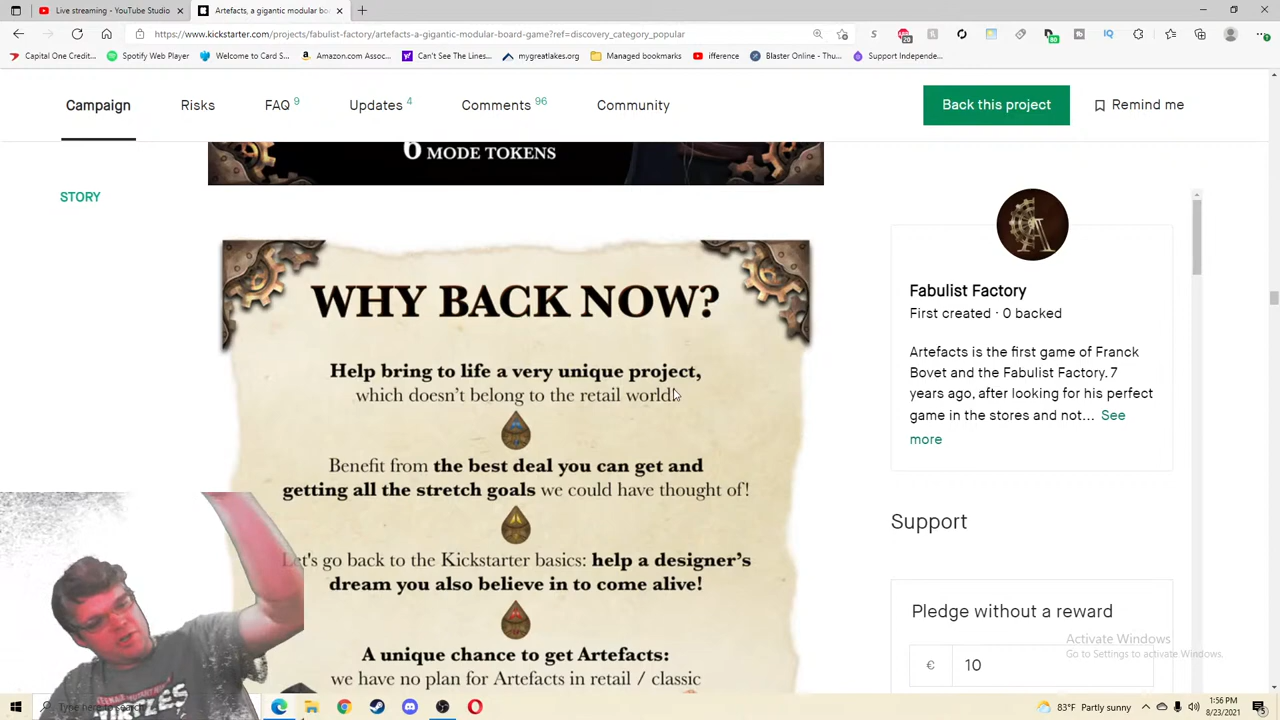 Live streaming - YouTube Studio
Artefacts, a gigantic modular bo
https://www.kickstarter.com/projects/fabulist-factory/artefacts-a-gigantic-modular-board-game?ref=discovery_category_popular
20
80
IQ
Capital One Credit...
Spotify Web Player
Welcome to Card S...
Amazon.com Assoc...
Can't See The Lines...
mygreatlakes.org
Managed bookmarks
ifference
Blaster Online - Thu...
Support Independe...
Campaign
Risks
FAQ 9
Updates 4
Comments 96
Community
Back this project
Remind me
6 MODE TOKENS
STORY
WHY BACK NOW?
Help bring to life a very unique project,
which doesn't belong to the retail world
Benefit from the best deal you can get and
getting all the stretch goals we could have thought of!
Let's go back to the Kickstarter basics: help a designer's
dream you also believe in to come alive!
A unique chance to get Artefacts:
we have no plan for Artefacts in retail / classic
Fabulist Factory
First created · 0 backed
Artefacts is the first game of Franck
Bovet and the Fabulist Factory. 7
years ago, after looking for his perfect
game in the stores and not... See
more
Support
Pledge without a reward
€ 10
Activate Windows
Go to Settings to activate Windows.
Type here to search
83°F Partly sunny
1:56 PM
8/23/2021
5